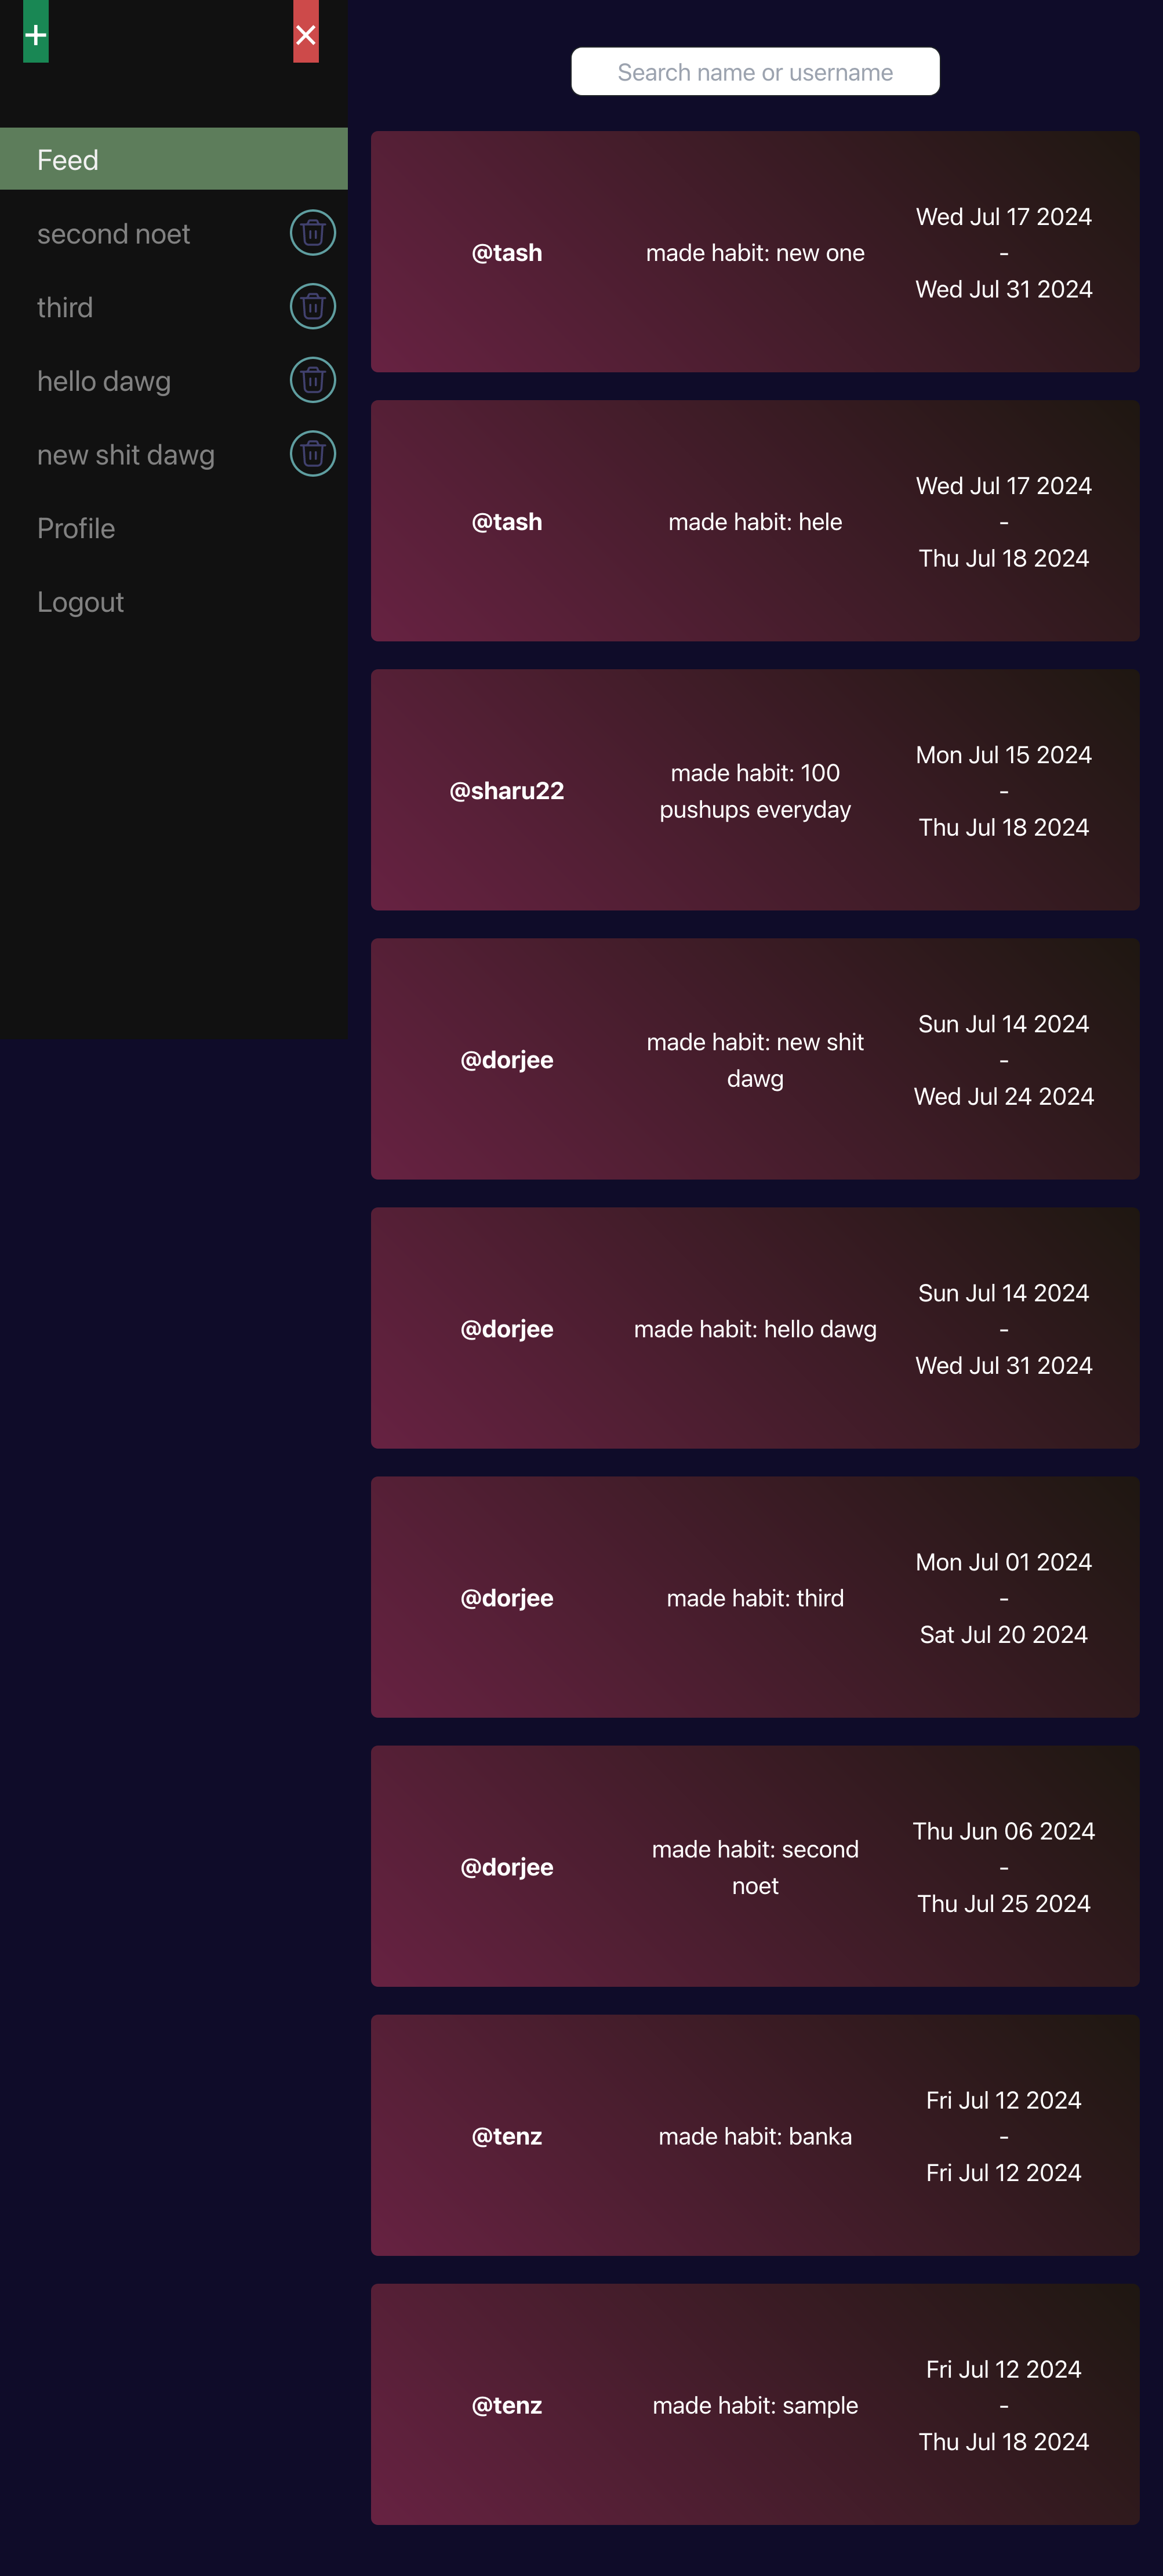 +
×
Feed
second noet
third
hello dawg
new shit dawg
Profile
Logout
Search name or username
@tash
made habit: new one
Wed Jul 17 2024
-
Wed Jul 31 2024
@tash
made habit: hele
Wed Jul 17 2024
-
Thu Jul 18 2024
@sharu22
made habit: 100
pushups everyday
Mon Jul 15 2024
-
Thu Jul 18 2024
@dorjee
made habit: new shit
dawg
Sun Jul 14 2024
-
Wed Jul 24 2024
@dorjee
made habit: hello dawg
Sun Jul 14 2024
-
Wed Jul 31 2024
@dorjee
made habit: third
Mon Jul 01 2024
-
Sat Jul 20 2024
@dorjee
made habit: second
noet
Thu Jun 06 2024
-
Thu Jul 25 2024
@tenz
made habit: banka
Fri Jul 12 2024
-
Fri Jul 12 2024
@tenz
made habit: sample
Fri Jul 12 2024
-
Thu Jul 18 2024